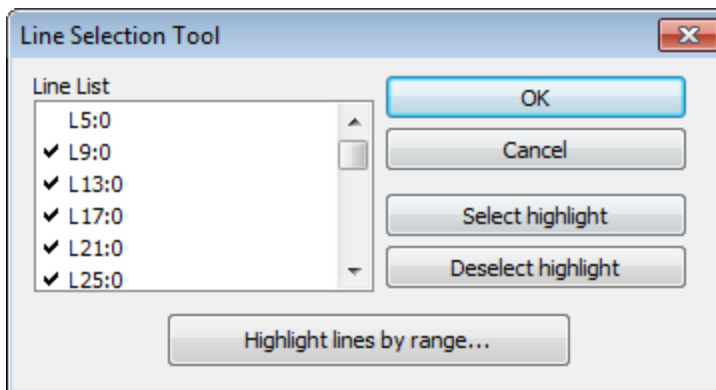 Line Selection Tool
Line List
L5:0
L9:0
L13:0
L17:0
L21:0
L25:0
OK
Cancel
Select highlight
Deselect highlight
Highlight lines by range...